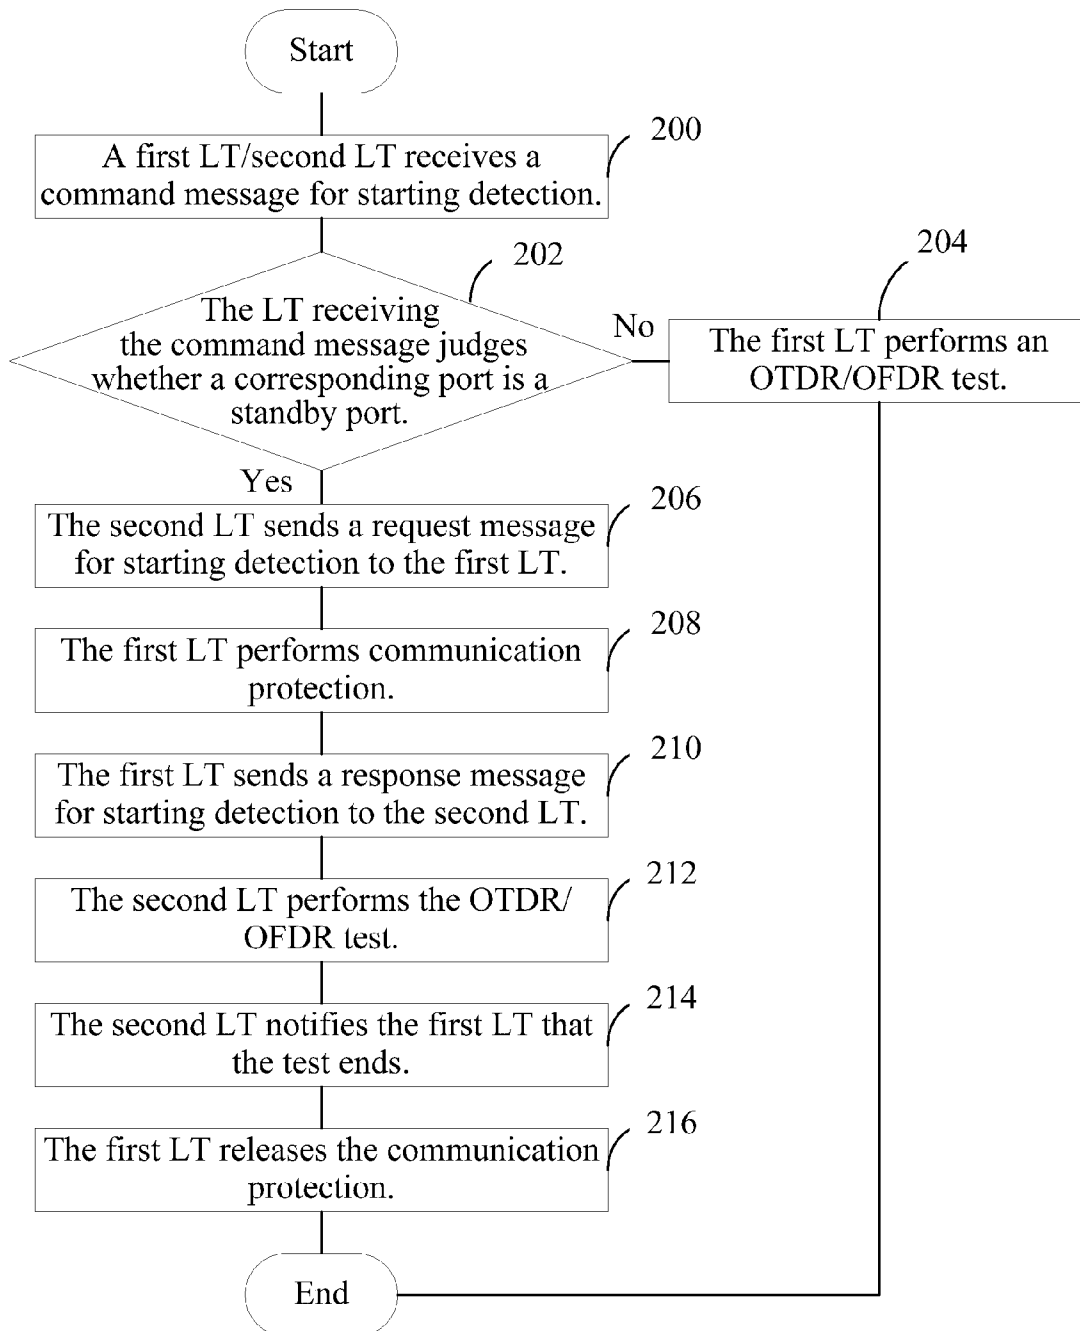 Start
200
A first LT/second LT receives a
command message for starting detection.
202
204
The LT receiving
the command message judges
whether a corresponding port is a
standby port.
No
The first LT performs an
OTDR/OFDR test.
Yes
206
The second LT sends a request message
for starting detection to the first LT.
208
The first LT performs communication
protection.
210
The first LT sends a response message
for starting detection to the second LT.
212
The second LT performs the OTDR/
OFDR test.
214
The second LT notifies the first LT that
the test ends.
216
The first LT releases the communication
protection.
End